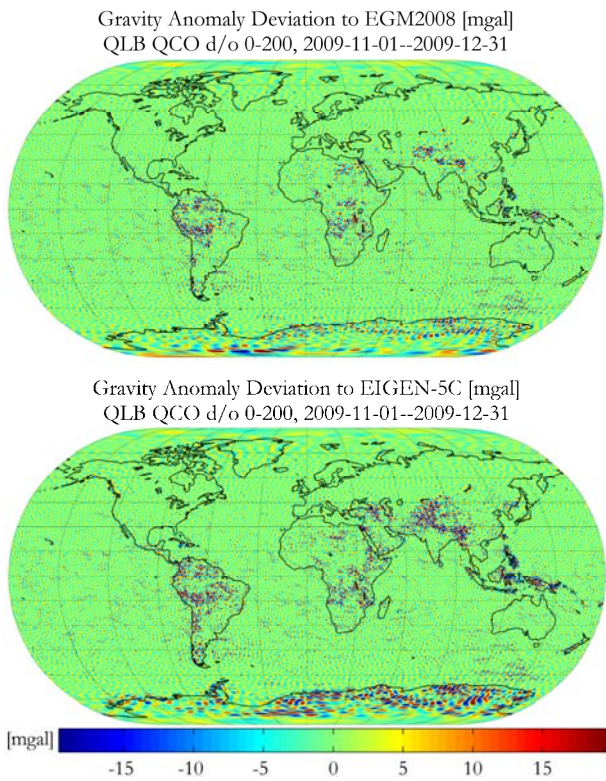 Gravity Anomaly Deviation to EGM2008 [mgal]
QLB QCO d/o 0-200, 2009-11-01--2009-12-31
Gravity Anomaly Deviation to EIGEN-5C [mgal]
QLB QCO d/o 0-200, 2009-11-01--2009-12-31
[mgal]
-15 -10 -5 0 5 10 15